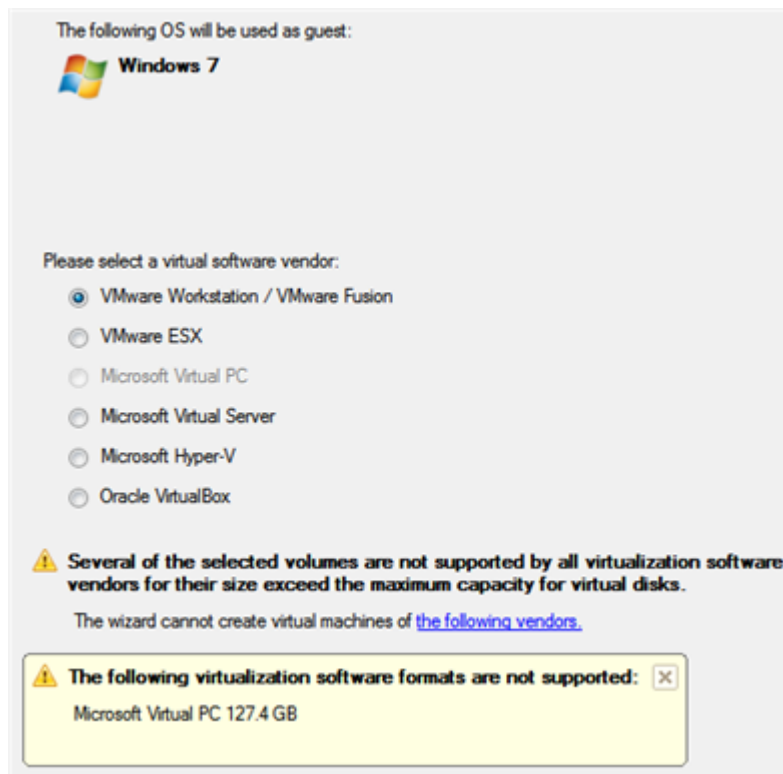 The following OS will be used as guest:
Windows 7
Please select a virtual software vendor:
VMware Workstation / VMware Fusion
VMware ESX
Microsoft Virtual PC
Microsoft Virtual Server
Microsoft Hyper-V
Oracle VirtualBox
Several of the selected volumes are not supported by all virtualization software
vendors for their size exceed the maximum capacity for virtual disks.
The wizard cannot create virtual machines of the following vendors.
The following virtualization software formats are not supported:
Microsoft Virtual PC 127.4 GB